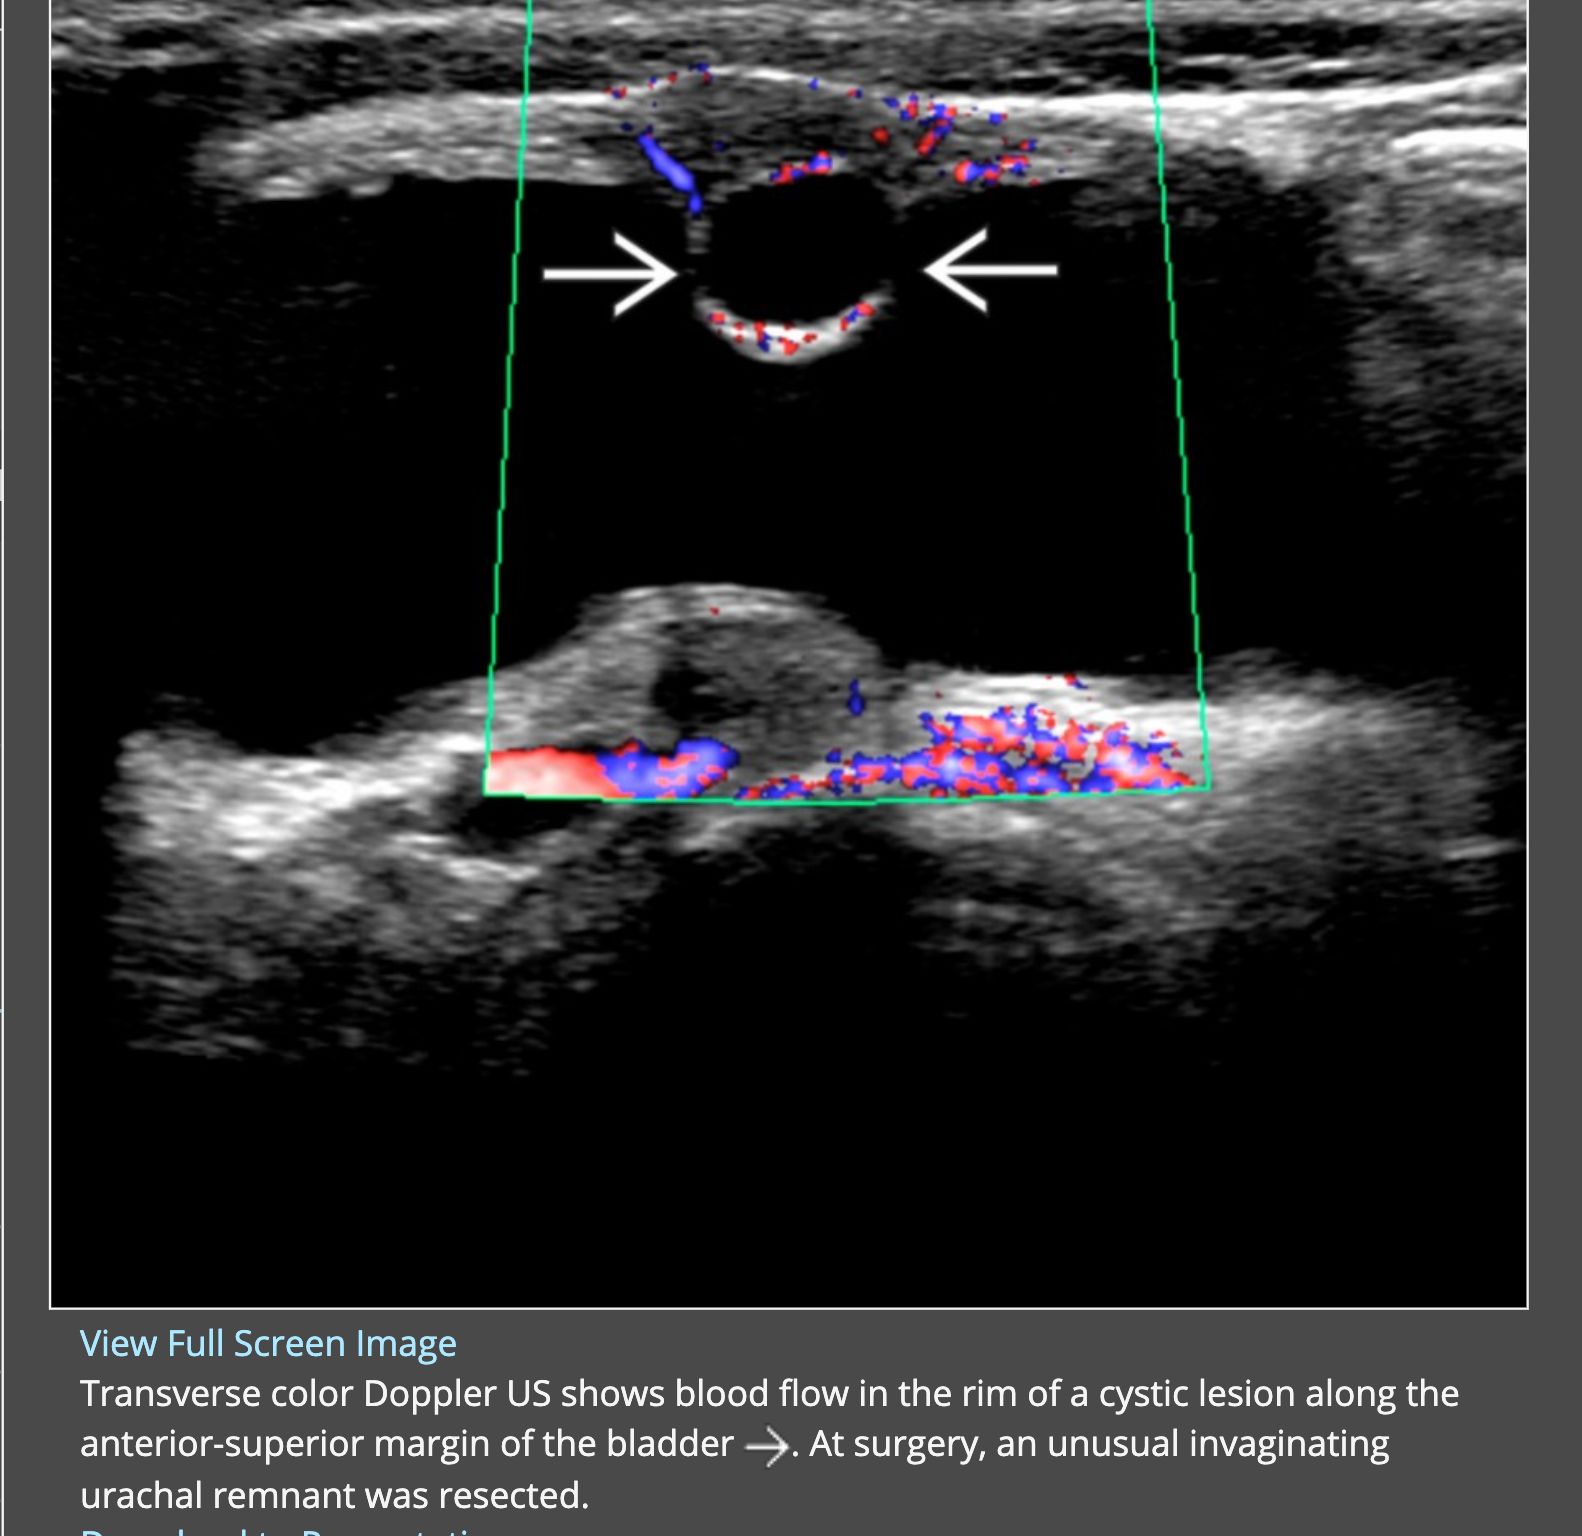 View Full Screen Image
Transverse color Doppler US shows blood flow in the rim of a cystic lesion along the
anterior-superior margin of the bladder →. At surgery, an unusual invaginating
urachal remnant was resected.